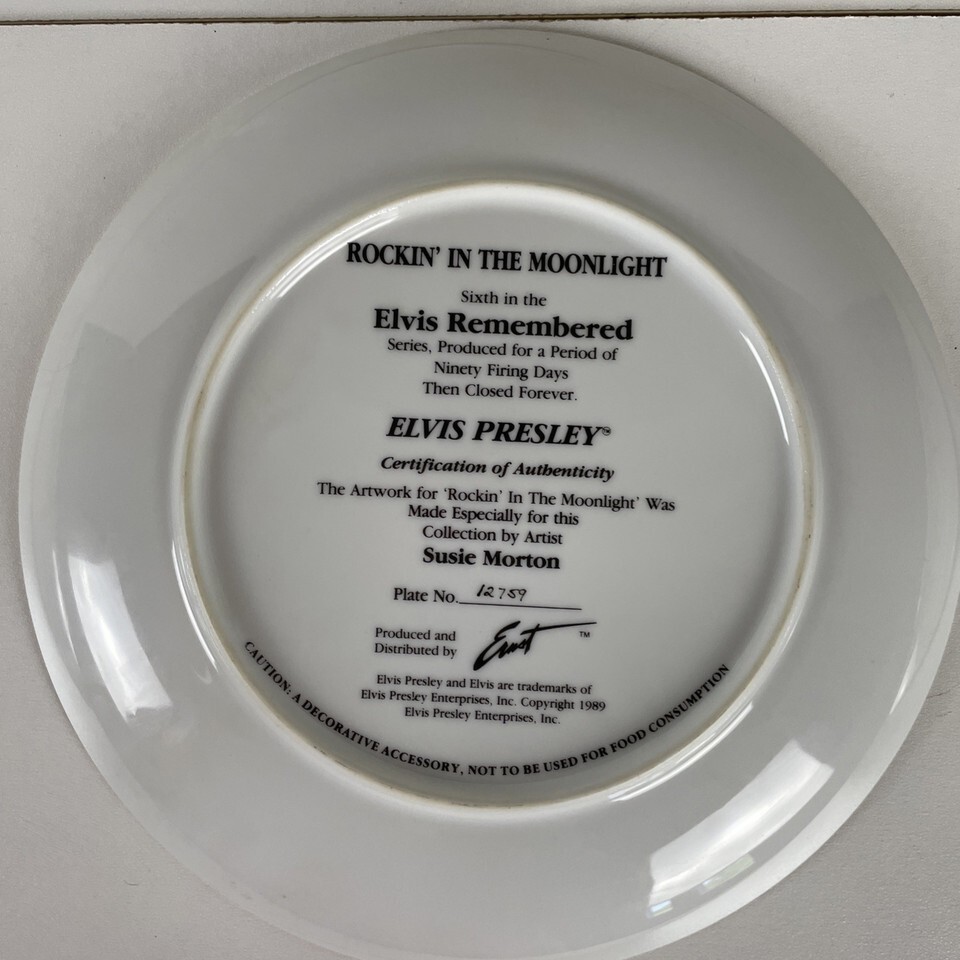 ROCKIN' IN THE MOONLIGHT
Sixth in the
Elvis Remembered
Series, Produced for a Period of
Ninety Firing Days
Then Closed Forever.
ELVIS PRESLEY™
Certification of Authenticity
The Artwork for 'Rockin' In The Moonlight' Was
Made Especially for this
Collection by Artist
Susie Morton
Plate No. 12759
Produced and
Distributed by
Ernst ™
Elvis Presley and Elvis are trademarks of
Elvis Presley Enterprises, Inc. Copyright 1989
Elvis Presley Enterprises, Inc.
CAUTION: A DECORATIVE ACCESSORY, NOT TO BE USED FOR FOOD CONSUMPTION